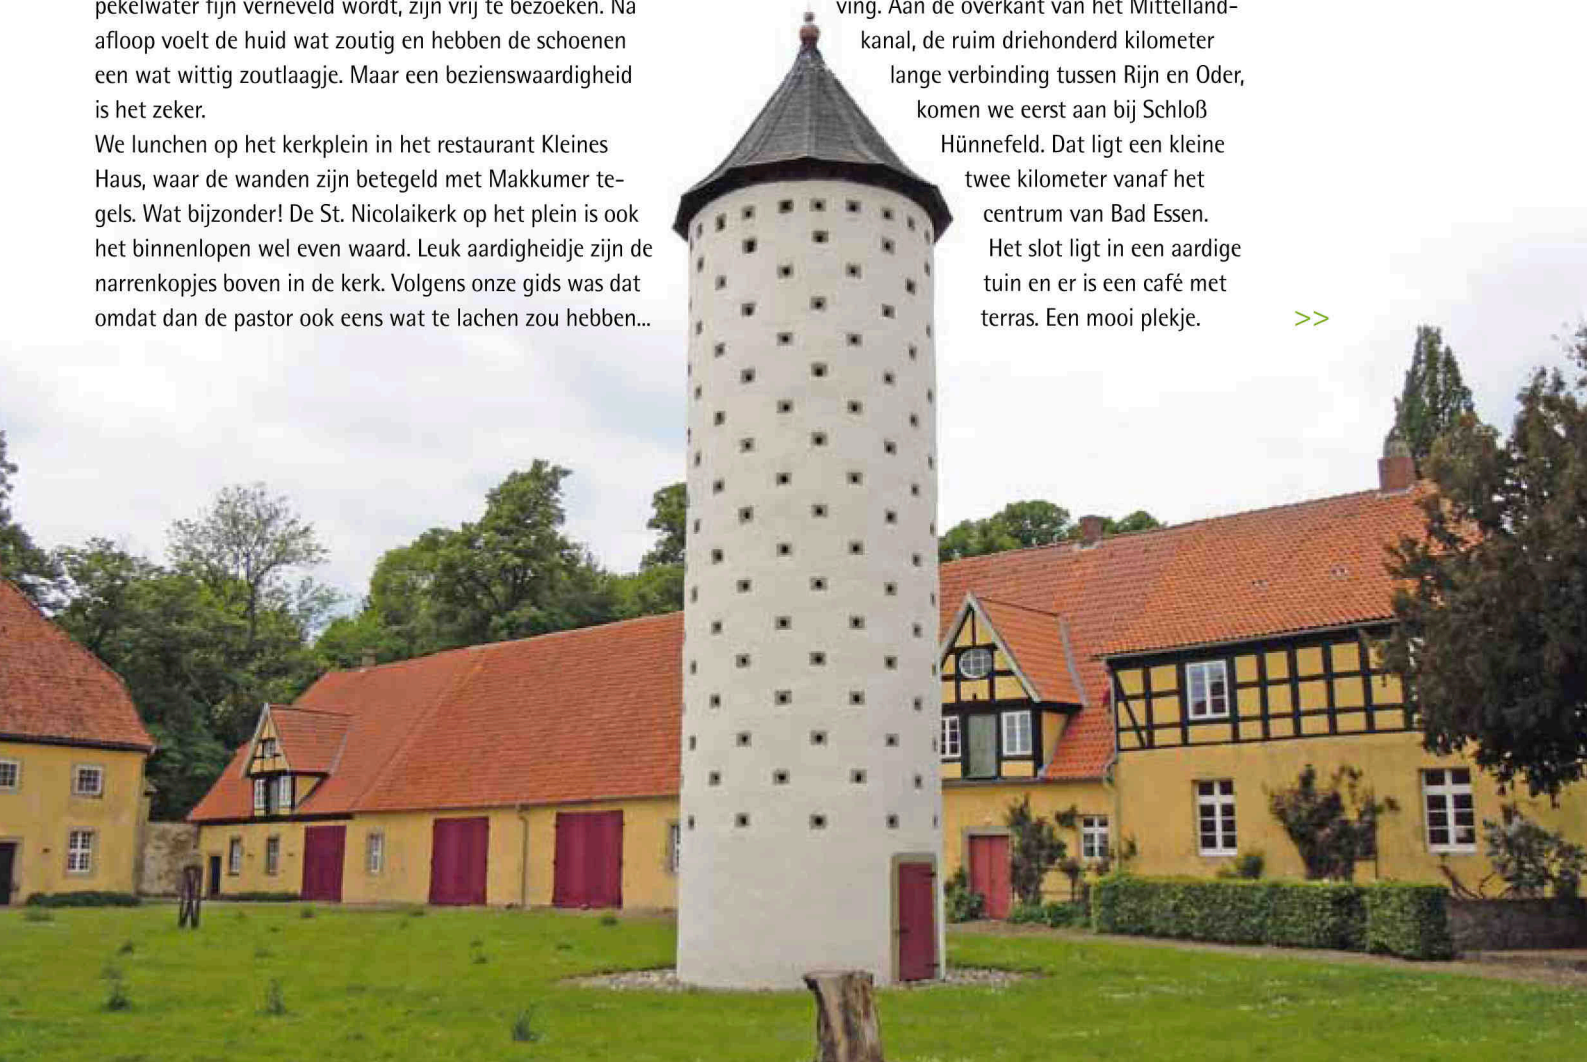 pekelwater fijn verneveld wordt, zijn vrij te bezoeken. Na
afloop voelt de huid wat zoutig en hebben de schoenen
een wat wittig zoutlaagje. Maar een bezienswaardigheid
is het zeker.
We lunchen op het kerkplein in het restaurant Kleines
Haus, waar de wanden zijn betegeld met Makkumer te-
gels. Wat bijzonder! De St. Nicolaikerk op het plein is ook
het binnenlopen wel even waard. Leuk aardigheidje zijn de
narrenkopjes boven in de kerk. Volgens onze gids was dat
omdat dan de pastor ook eens wat te lachen zou hebben...
ving. Aan de overkant van het Mittelland-
kanal, de ruim driehonderd kilometer
lange verbinding tussen Rijn en Oder,
komen we eerst aan bij Schloß
Hünnefeld. Dat ligt een kleine
twee kilometer vanaf het
centrum van Bad Essen.
Het slot ligt in een aardige
tuin en er is een café met
terras. Een mooi plekje.
>>